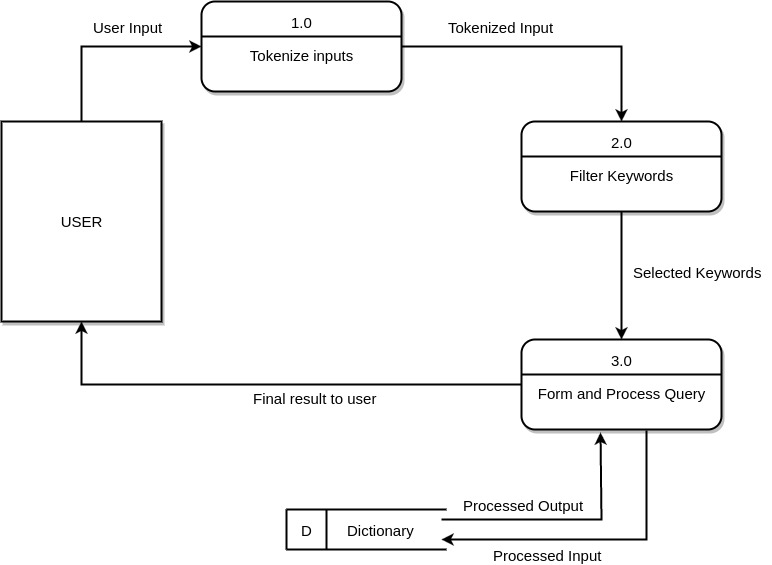 User Input
1.0
Tokenize inputs
Tokenized Input
2.0
Filter Keywords
USER
Selected Keywords
3.0
Form and Process Query
Final result to user
Processed Output
D
Dictionary
Processed Input